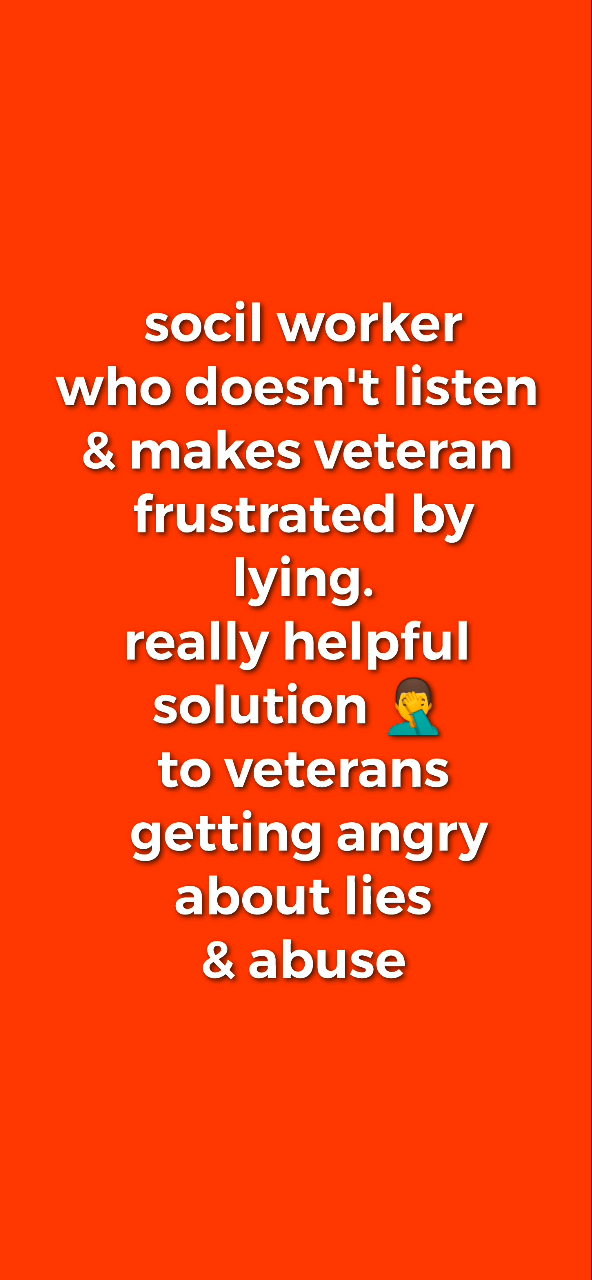 socil worker
who doesn't listen
& makes veteran
frustrated by
lying.
really helpful
solution 🤦‍♂️
to veterans
getting angry
about lies
& abuse